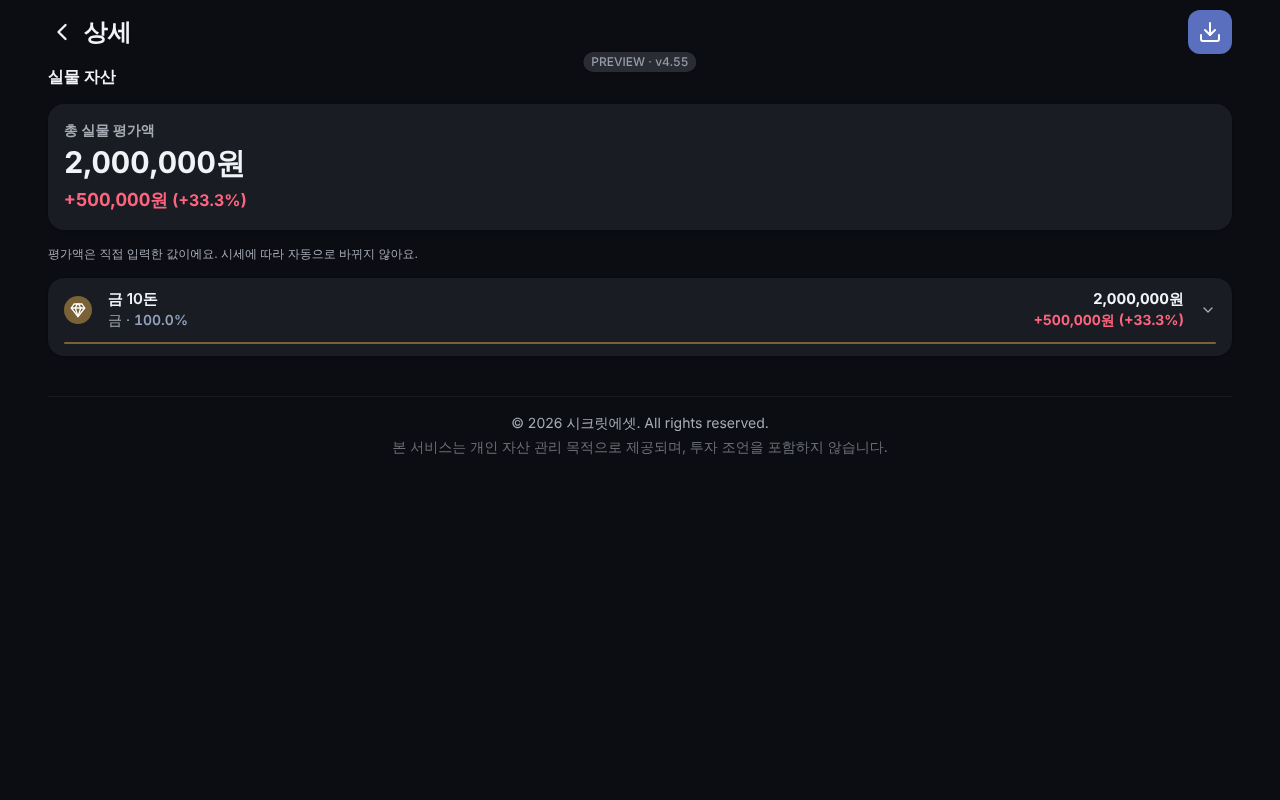 상세
PREVIEW · v4.55
실물 자산
총 실물 평가액
2,000,000원
+500,000원 (+33.3%)
평가액은 직접 입력한 값이에요. 시세에 따라 자동으로 바뀌지 않아요.
금 10돈
2,000,000원
금 · 100.0%
+500,000원 (+33.3%)
© 2026 시크릿에셋. All rights reserved.
본 서비스는 개인 자산 관리 목적으로 제공되며, 투자 조언을 포함하지 않습니다.